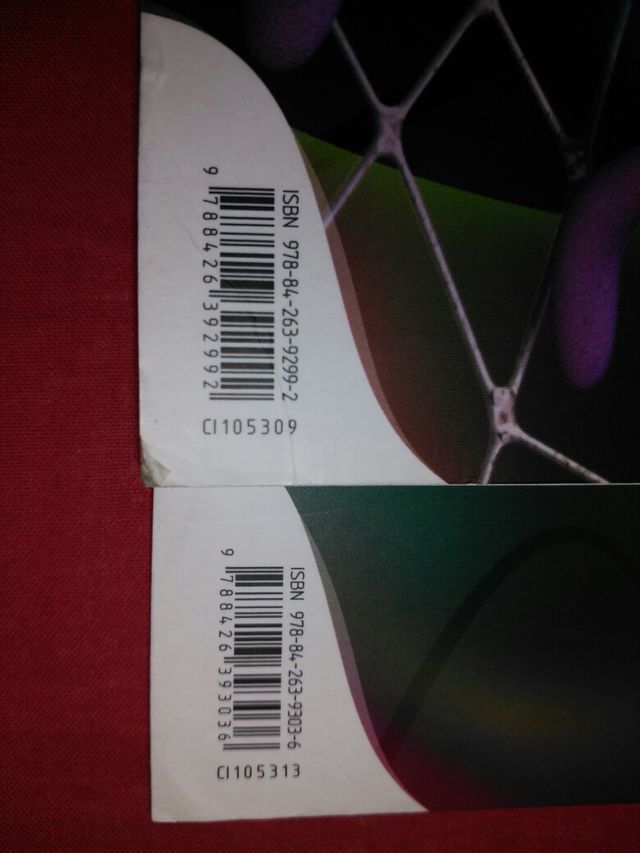 ISBN 978-84-263-9299-2
9 788426 392992
CI105309
ISBN 978-84-263-9303-6
9 788426 393036
CI105313